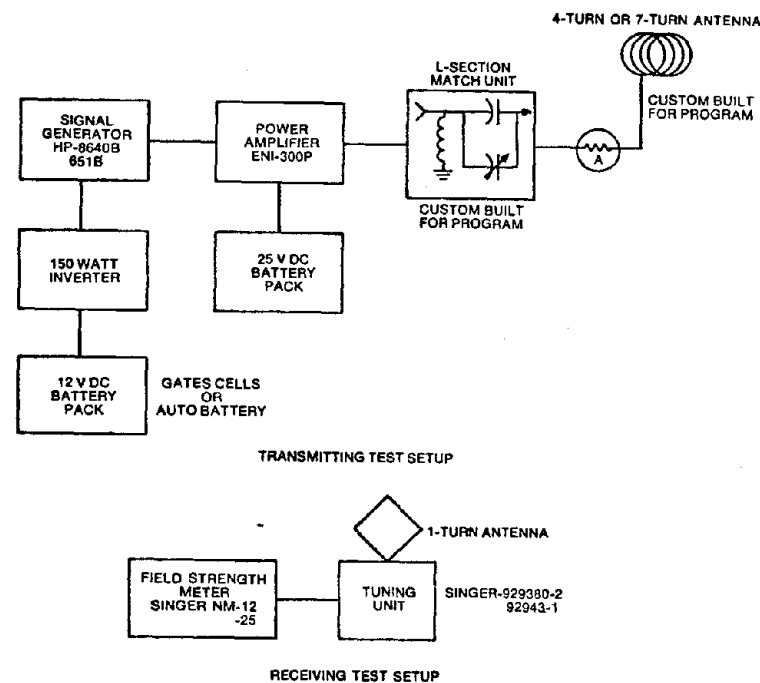 4-TURN OR 7-TURN ANTENNA
CUSTOM BUILT
FOR PROGRAM
L-SECTION
MATCH UNIT
CUSTOM BUILT
FOR PROGRAM
A
SIGNAL
GENERATOR
HP-8640B
651B
POWER
AMPLIFIER
ENI-300P
150 WATT
INVERTER
25 V DC
BATTERY
PACK
12 V DC
BATTERY
PACK
GATES CELLS
OR
AUTO BATTERY
TRANSMITTING TEST SETUP
1-TURN ANTENNA
FIELD STRENGTH
METER
SINGER NM-12
-25
TUNING
UNIT
SINGER-929380-2
92943-1
RECEIVING TEST SETUP